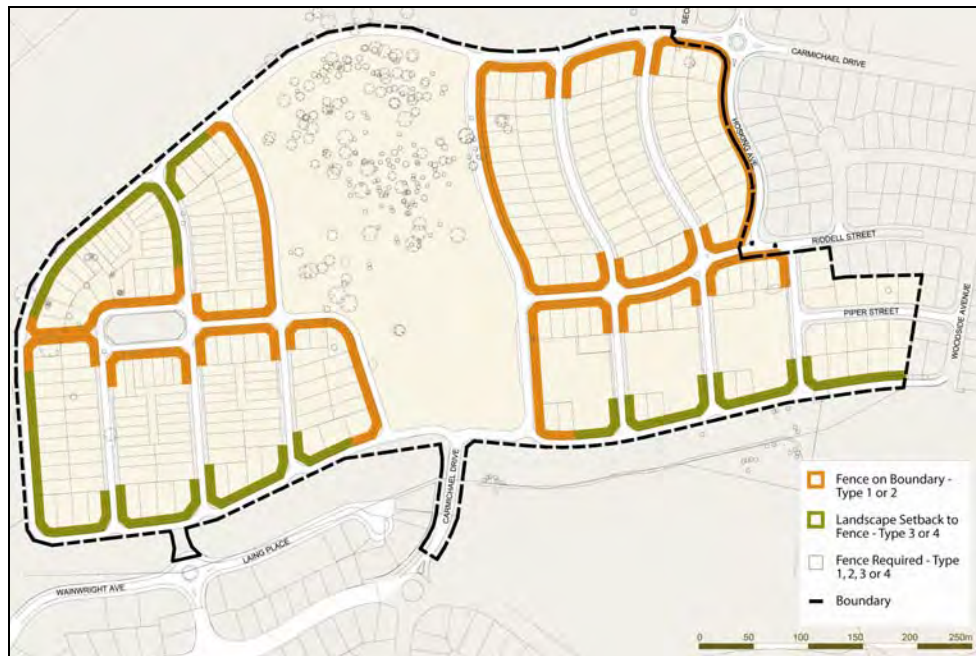 SEC
CARMICHAEL DRIVE
HOSKING AVE
RIDDELL STREET
PIPER STREET
WOODSIDE AVENUE
CARMICHAEL DRIVE
LAING PLACE
WAINWRIGHT AVE
Fence on Boundary -
Type 1 or 2
Landscape Setback to
Fence - Type 3 or 4
Fence Required - Type
1, 2, 3 or 4
Boundary
0 50 100 150 200 250m